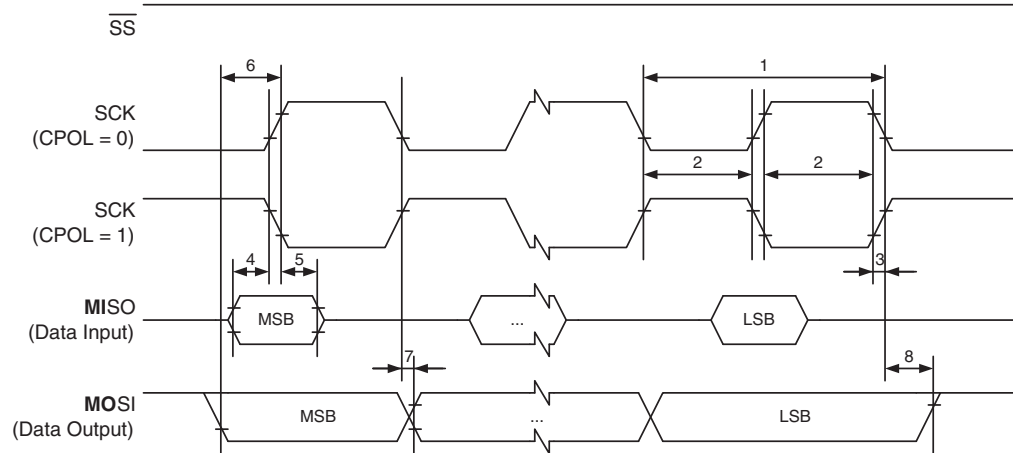 SS
6
1
SCK
(CPOL = 0)
2
2
SCK
(CPOL = 1)
4
5
3
MISO
(Data Input)
MSB
...
LSB
7
8
MOSI
(Data Output)
MSB
...
LSB